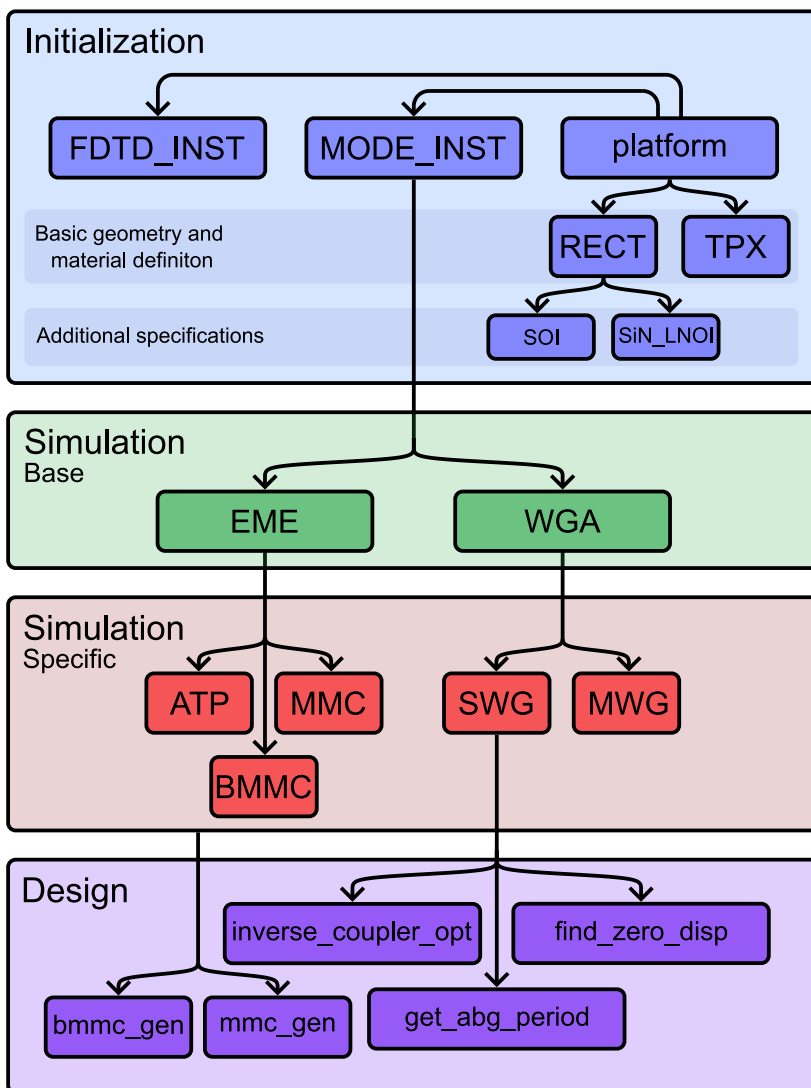 Initialization
FDTD_INST
MODE_INST
platform
Basic geometry and
material definiton
RECT
TPX
Additional specifications
SOI
SiN_LNOI
Simulation
Base
EME
WGA
Simulation
Specific
ATP
MMC
SWG
MWG
BMMC
Design
inverse_coupler_opt
find_zero_disp
bmmc_gen
mmc_gen
get_abg_period